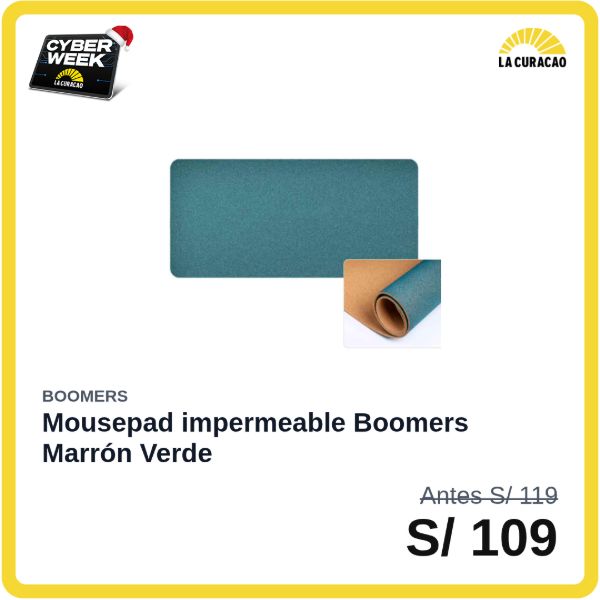 CYBER
WEEK
LA CURACAO
LA CURACAO
BOOMERS
Mousepad impermeable Boomers
Marrón Verde
Antes S/ 119
S/ 109